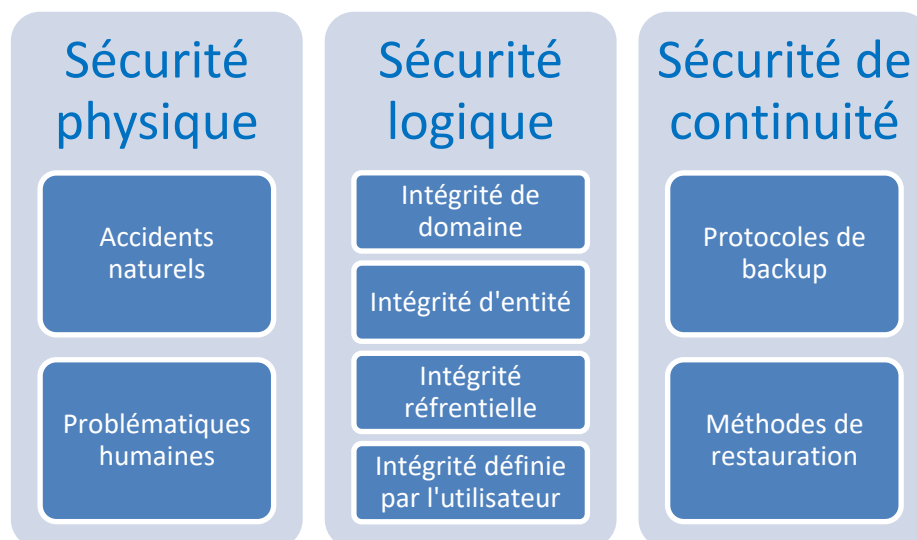 Sécurité
physique
Accidents
naturels
Problématiques
humaines
Sécurité
logique
Intégrité de
domaine
Intégrité d'entité
Intégrité
réfrentielle
Intégrité définie
par l'utilisateur
Sécurité de
continuité
Protocoles de
backup
Méthodes de
restauration